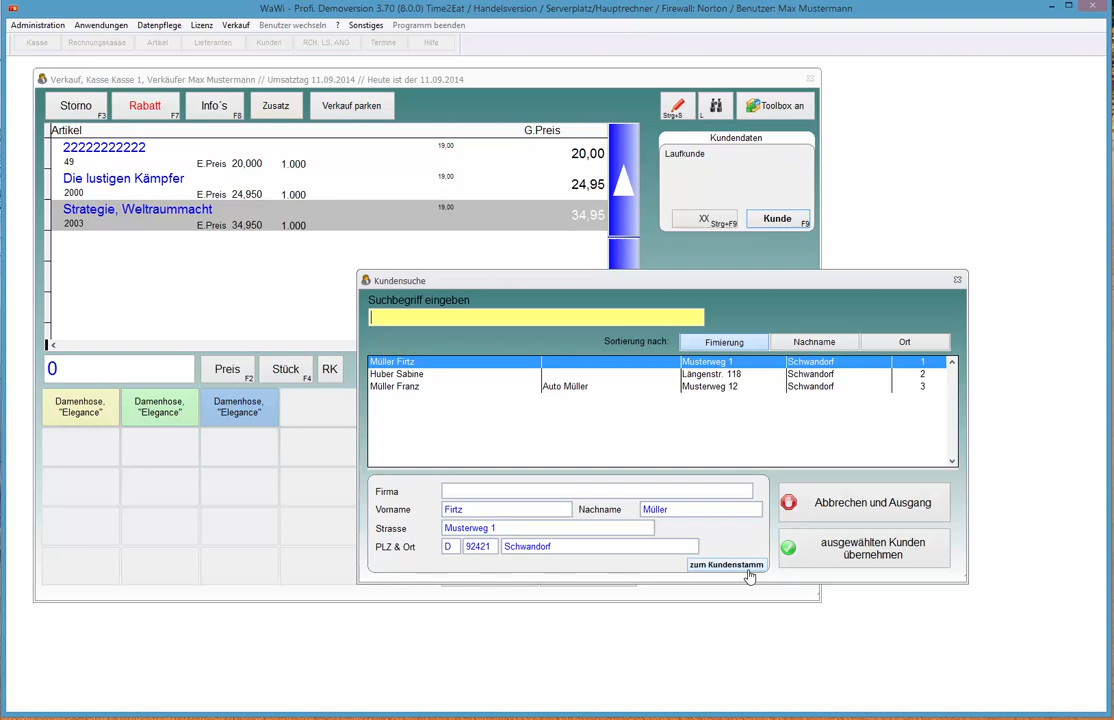 WaWi - Profi. Demoversion 3.70 (8.0.0) Time2Eat / Handelsversion / Serverplatz/Hauptrechner / Firewall: Norton / Benutzer: Max Mustermann
Administration Anwendungen Datenpflege Lizenz Verkauf Benutzer wechseln ? Sonstiges Programm beenden
Kasse Rechnungskasse Artikel Lieferanten Kunden RCH, LS, ANG Termine Hilfe
Verkauf, Kasse Kasse 1, Verkäufer Max Mustermann // Umsatztag 11.09.2014 // Heute ist der 11.09.2014
Storno F3 Rabatt F7 Info´s F8 Zusatz Verkauf parken Strg+S L Toolbox an
Artikel G.Preis
22222222222 19,00 20,00
49 E.Preis 20,000 1.000
Die lustigen Kämpfer 19,00 24,95
2000 E.Preis 24,950 1.000
Strategie, Weltraummacht 19,00 34,95
2003 E.Preis 34,950 1.000
Kundendaten
Laufkunde
XX Strg+F9 Kunde F9
<
0 Preis F2 Stück F4 RK
Damenhose, "Elegance"
Damenhose, "Elegance"
Damenhose, "Elegance"
Kundensuche
Suchbegriff eingeben
Sortierung nach: Fimierung Nachname Ort
Müller Firtz Musterweg 1 Schwandorf 1
Huber Sabine Längenstr. 118 Schwandorf 2
Müller Franz Auto Müller Musterweg 12 Schwandorf 3
Firma
Vorname Firtz Nachname Müller
Strasse Musterweg 1
PLZ & Ort D 92421 Schwandorf
zum Kundenstamm
Abbrechen und Ausgang
ausgewählten Kunden
übernehmen